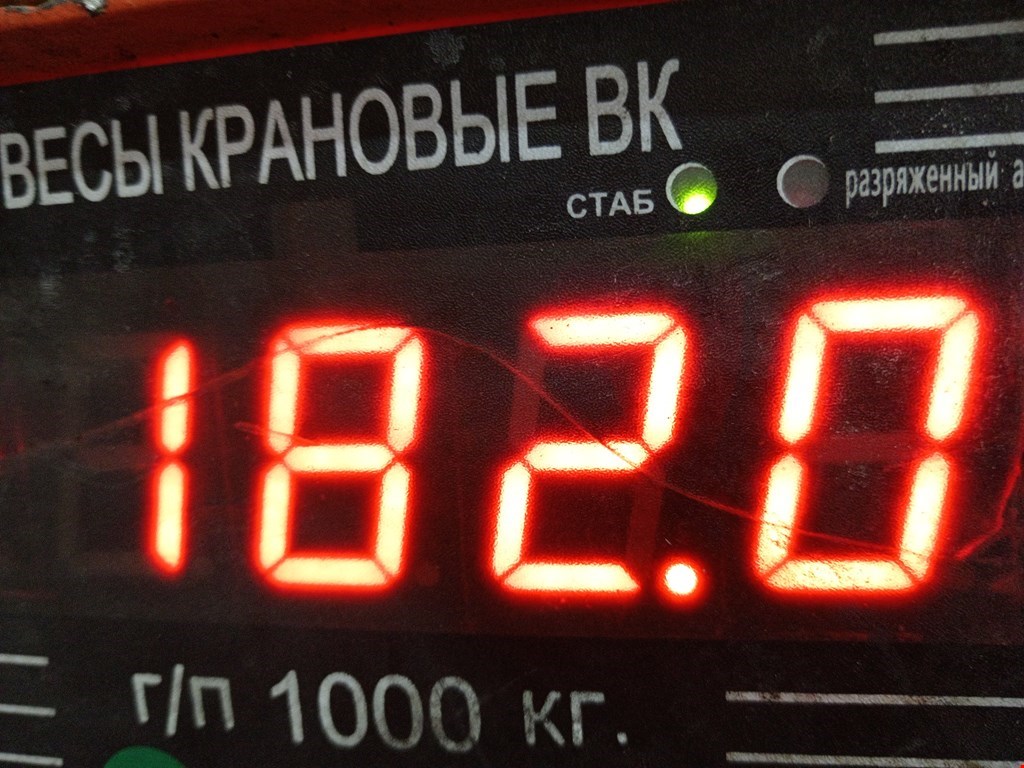 ВЕСЫ КРАНОВЫЕ ВК
СТАБ разряженный
182.0
г/п 1000 кг.